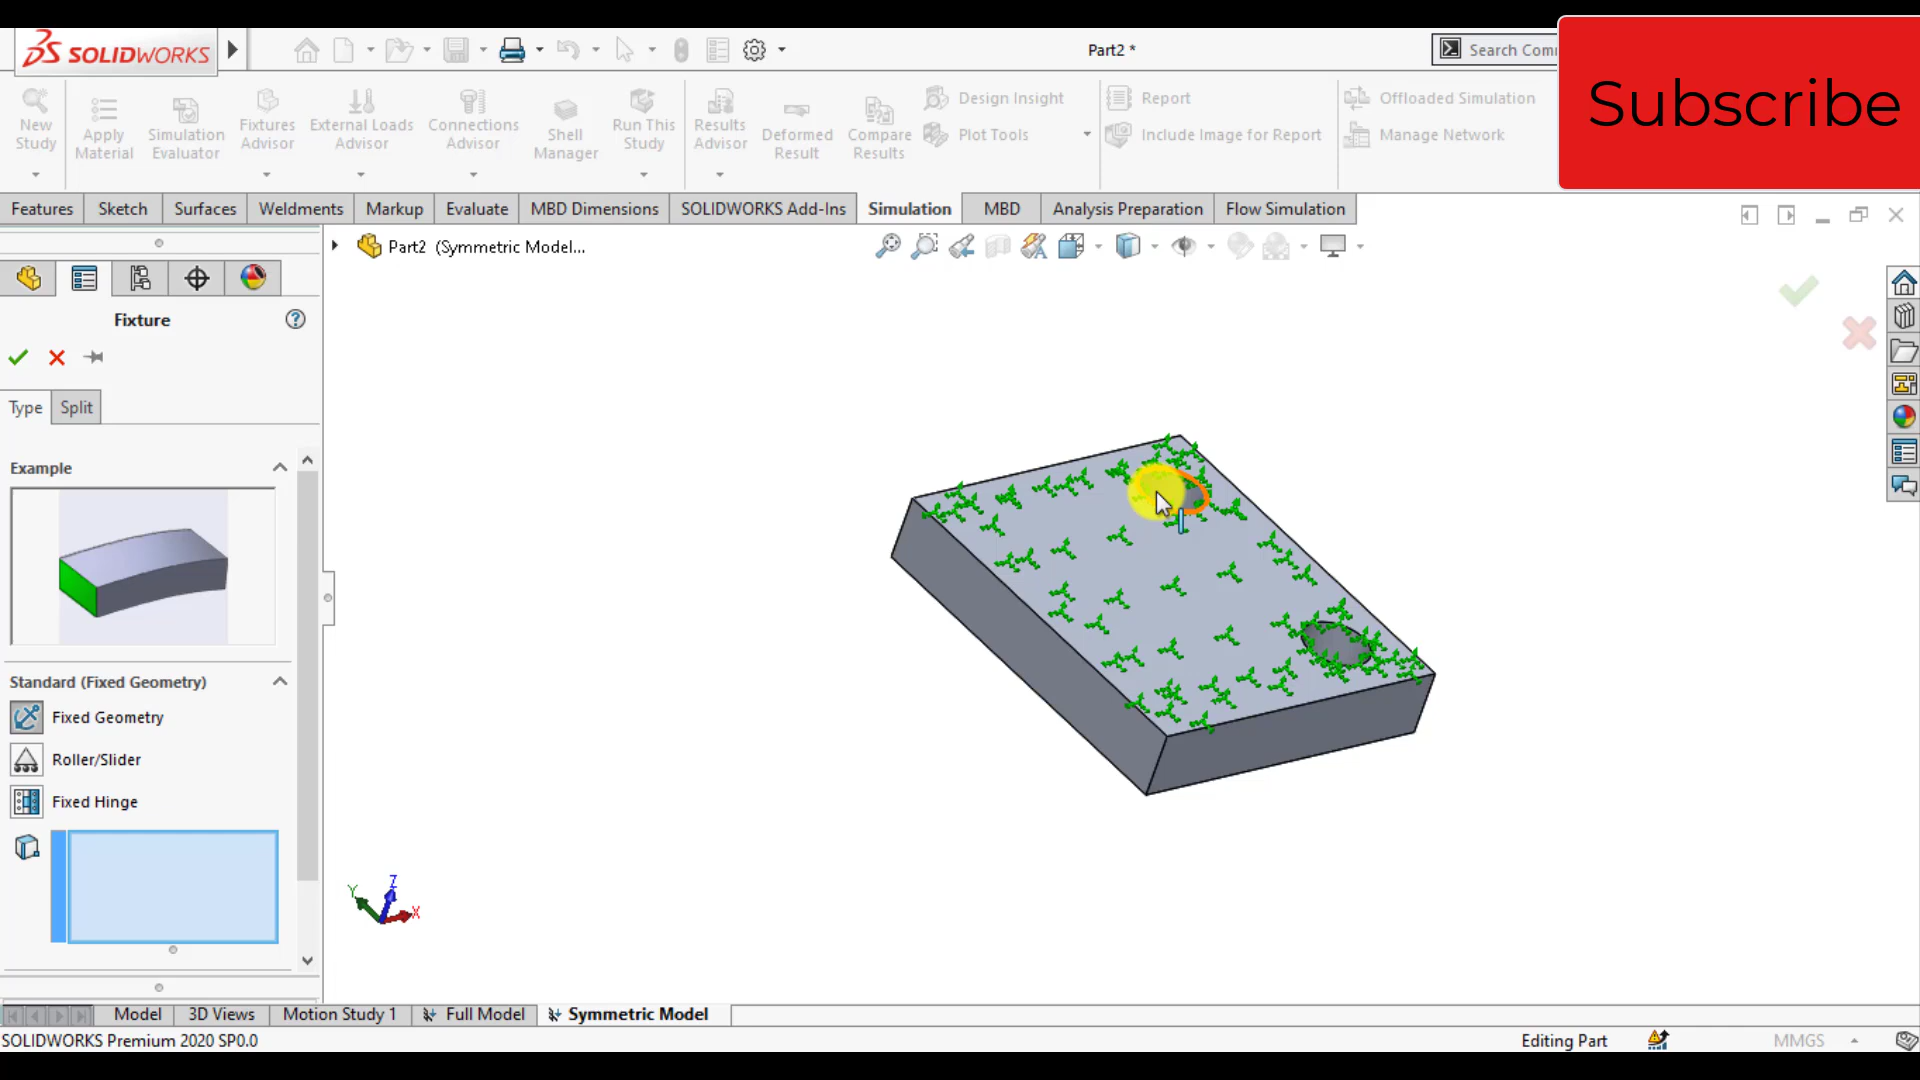 SOLIDWORKS
Part2 *
Search Com
Subscribe
New Study
Apply Material
Simulation Evaluator
Fixtures Advisor
External Loads Advisor
Connections Advisor
Shell Manager
Run This Study
Results Advisor
Deformed Result
Compare Results
Design Insight
Plot Tools
Report
Include Image for Report
Offloaded Simulation
Manage Network
Features
Sketch
Surfaces
Weldments
Markup
Evaluate
MBD Dimensions
SOLIDWORKS Add-Ins
Simulation
MBD
Analysis Preparation
Flow Simulation
Part2 (Symmetric Model...
Fixture
Type
Split
Example
Standard (Fixed Geometry)
Fixed Geometry
Roller/Slider
Fixed Hinge
Z
Y
X
Model
3D Views
Motion Study 1
Full Model
Symmetric Model
SOLIDWORKS Premium 2020 SP0.0
Editing Part
MMGS